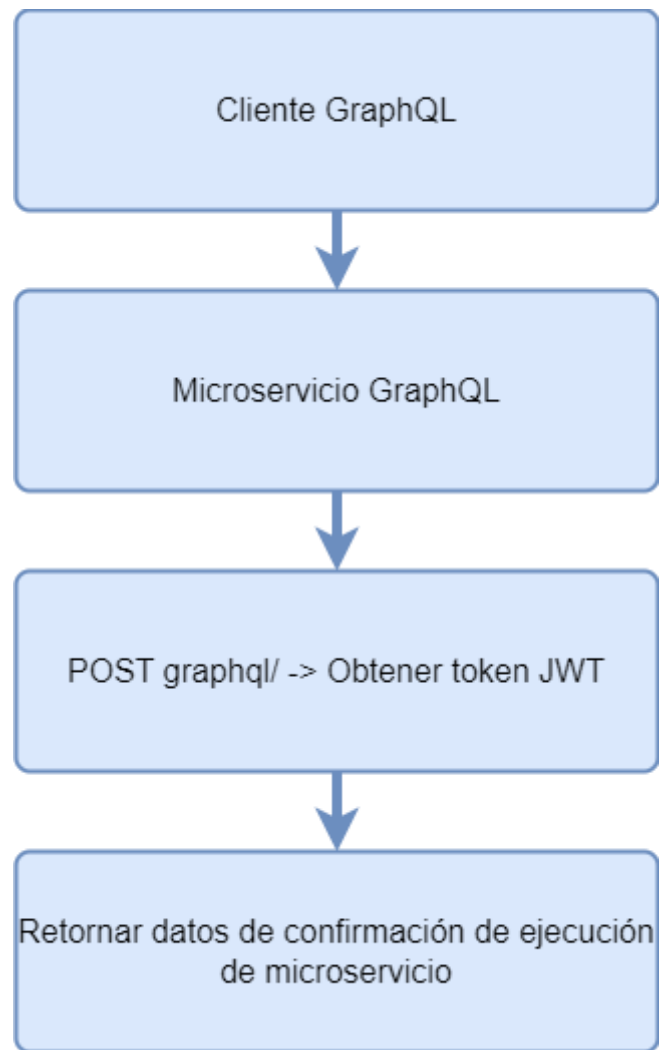 Cliente GraphQL
Microservicio GraphQL
POST graphql/ -> Obtener token JWT
Retornar datos de confirmación de ejecución
de microservicio